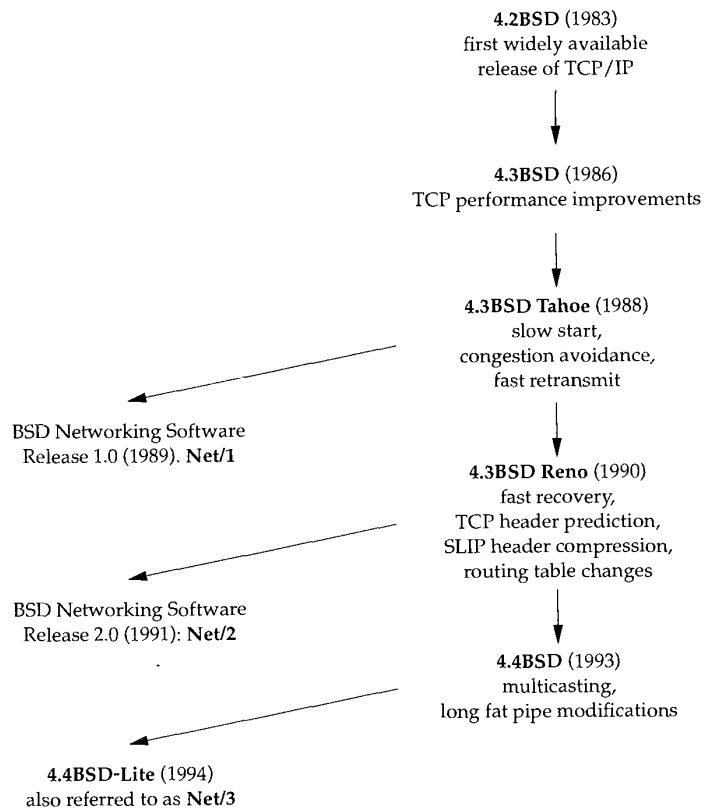 4.2BSD (1983)
first widely available
release of TCP/IP
4.3BSD (1986)
TCP performance improvements
4.3BSD Tahoe (1988)
slow start,
congestion avoidance,
fast retransmit
BSD Networking Software
Release 1.0 (1989). Net/1
4.3BSD Reno (1990)
fast recovery,
TCP header prediction,
SLIP header compression,
routing table changes
BSD Networking Software
Release 2.0 (1991): Net/2
4.4BSD (1993)
multicasting,
long fat pipe modifications
4.4BSD-Lite (1994)
also referred to as Net/3